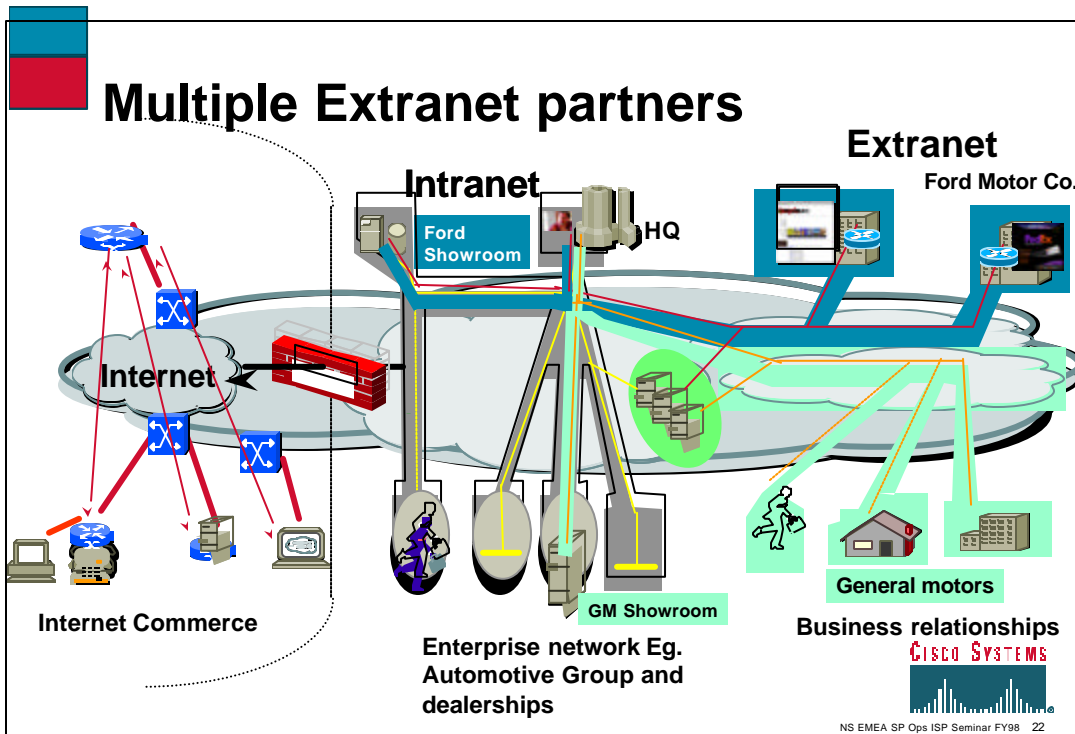 Multiple Extranet partners
Extranet
Ford Motor Co.
Intranet
Ford
Showroom
HQ
Internet
GM Showroom
General motors
Internet Commerce
Business relationships
Enterprise network Eg.
Automotive Group and
dealerships
CISCO SYSTEMS
NS EMEA SP Ops ISP Seminar FY98 22